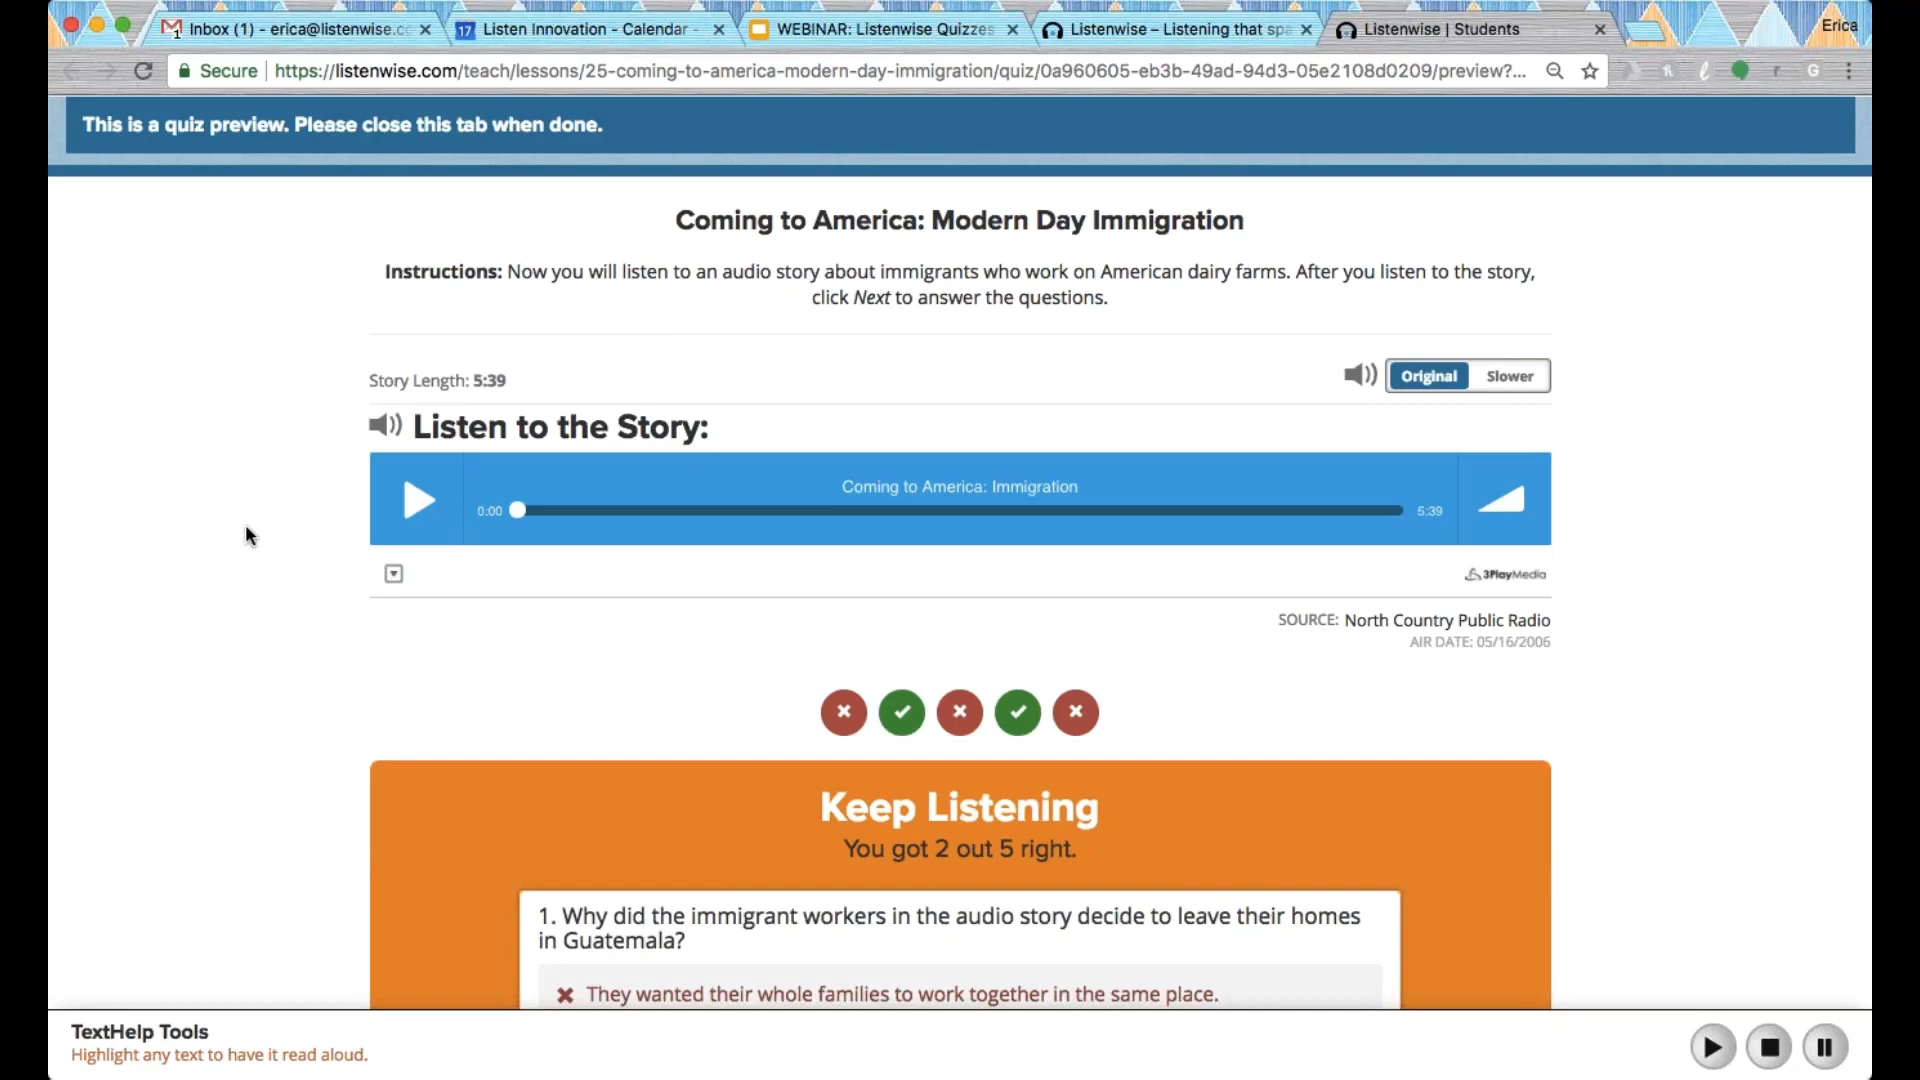 Inbox (1) - erica@listenwise.c
Listen Innovation - Calendar -
WEBINAR: Listenwise Quizzes
Listenwise – Listening that spa
Listenwise | Students
Erica
Secure
https://listenwise.com/teach/lessons/25-coming-to-america-modern-day-immigration/quiz/0a960605-eb3b-49ad-94d3-05e2108d0209/preview?...
This is a quiz preview. Please close this tab when done.
Coming to America: Modern Day Immigration
Instructions: Now you will listen to an audio story about immigrants who work on American dairy farms. After you listen to the story,
click Next to answer the questions.
Story Length: 5:39
Original
Slower
Listen to the Story:
Coming to America: Immigration
0:00
5:39
3PlayMedia
SOURCE: North Country Public Radio
AIR DATE: 05/16/2006
Keep Listening
You got 2 out 5 right.
1. Why did the immigrant workers in the audio story decide to leave their homes
in Guatemala?
They wanted their whole families to work together in the same place.
TextHelp Tools
Highlight any text to have it read aloud.